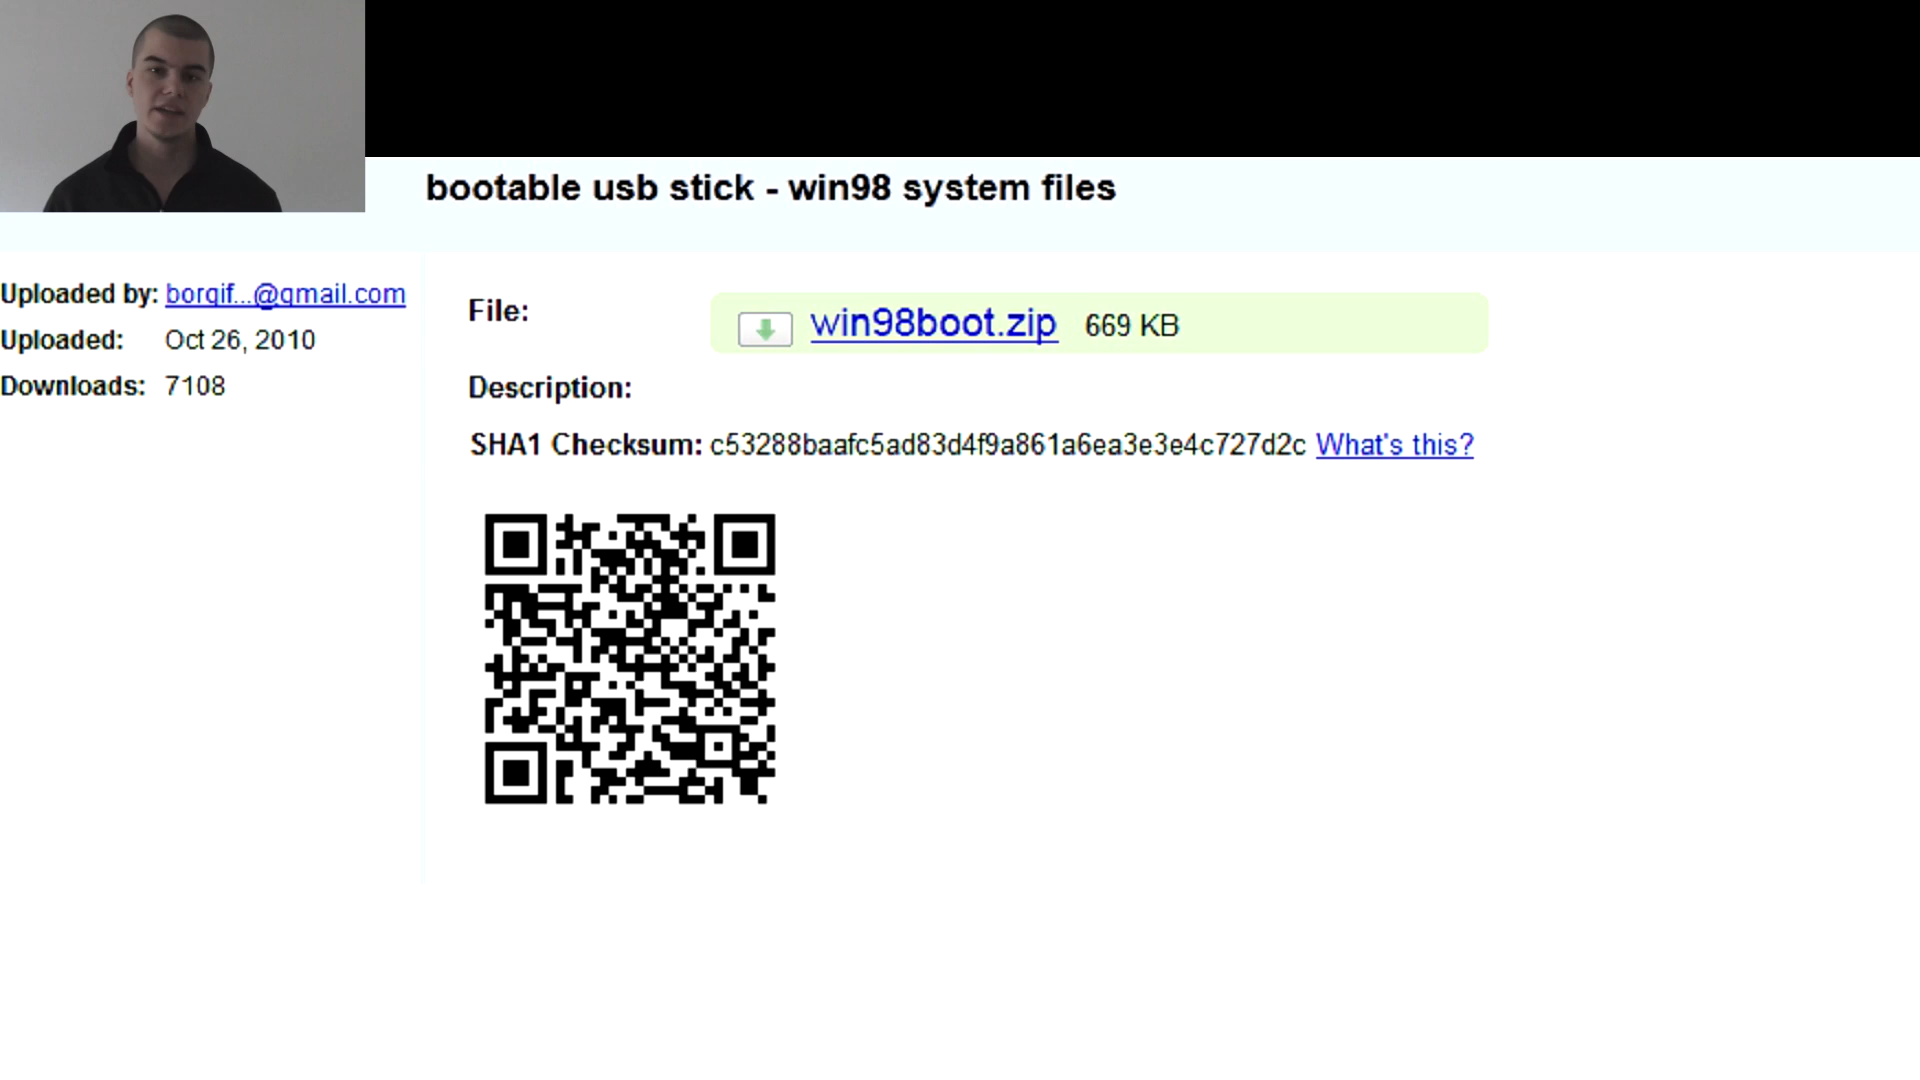 bootable usb stick - win98 system files
Uploaded by: borgif...@gmail.com
Uploaded: Oct 26, 2010
Downloads: 7108
File: win98boot.zip 669 KB
Description:
SHA1 Checksum: c53288baafc5ad83d4f9a861a6ea3e3e4c727d2c What's this?